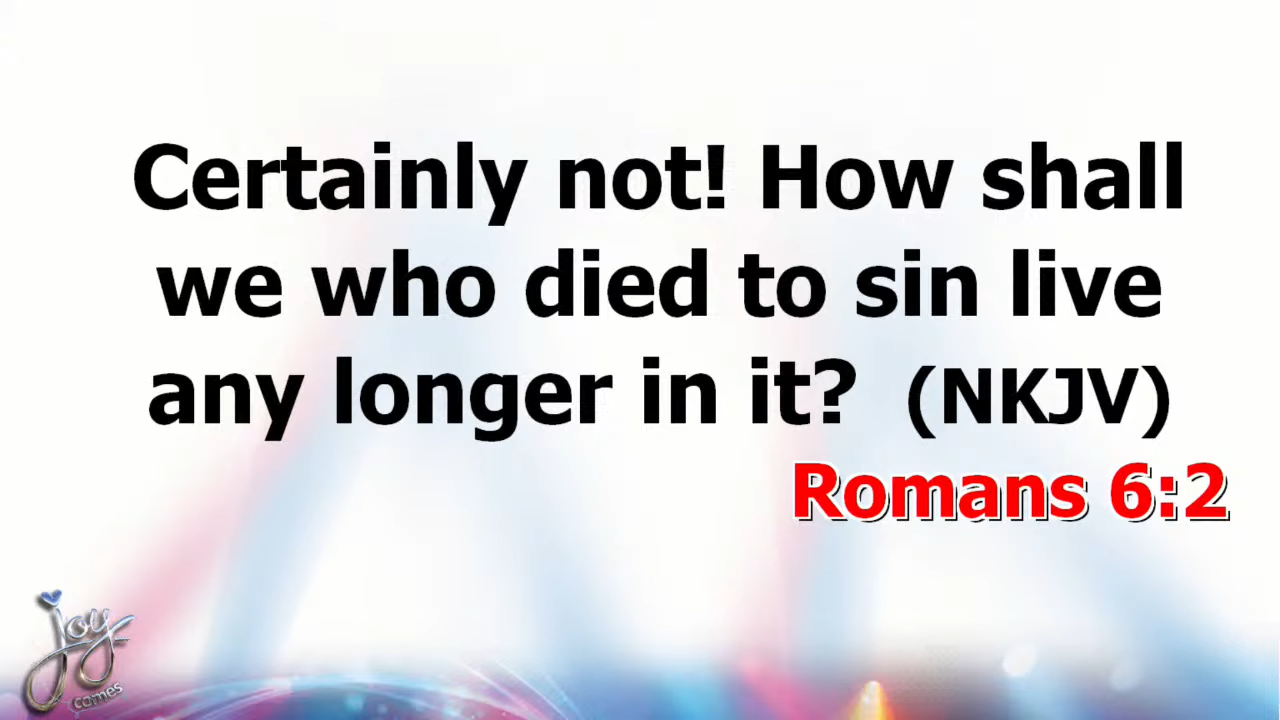 Certainly not! How shall
we who died to sin live
any longer in it? (NKJV)
Romans 6:2
joy
comes